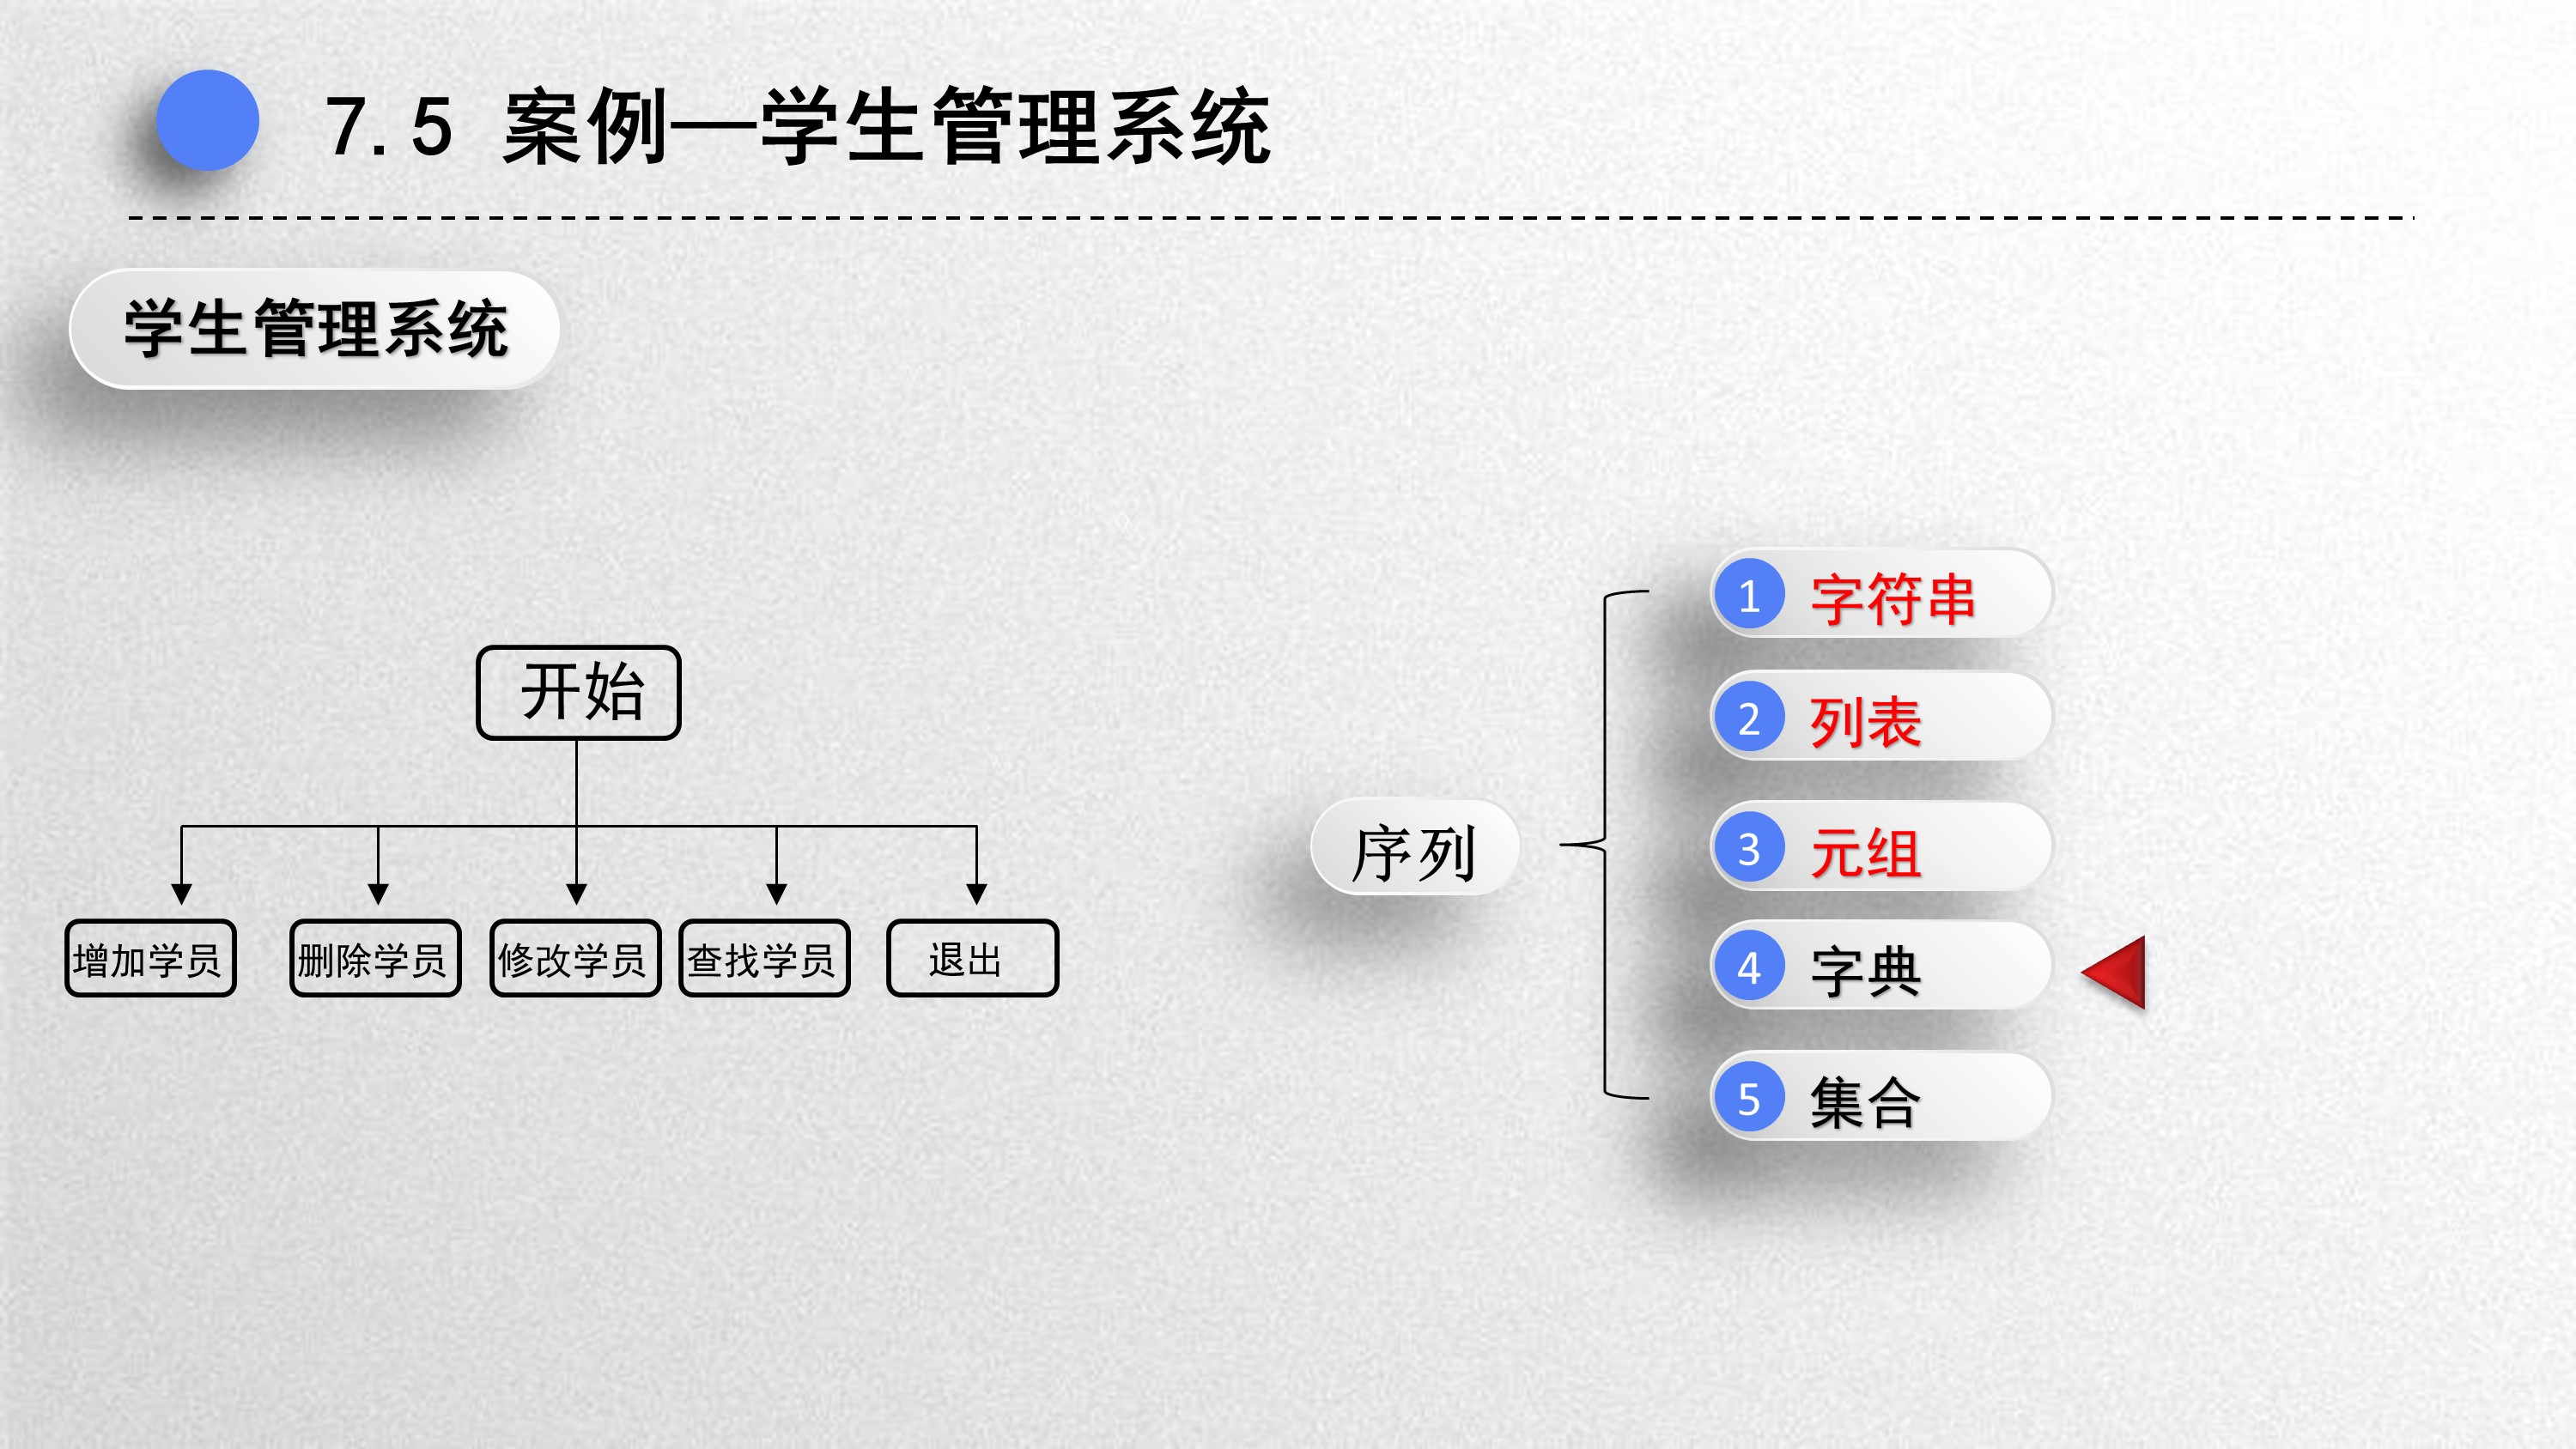 7.5 案例—学生管理系统
学生管理系统
开始
增加学员
删除学员
修改学员
查找学员
退出
序列
1 字符串
2 列表
3 元组
4 字典
5 集合